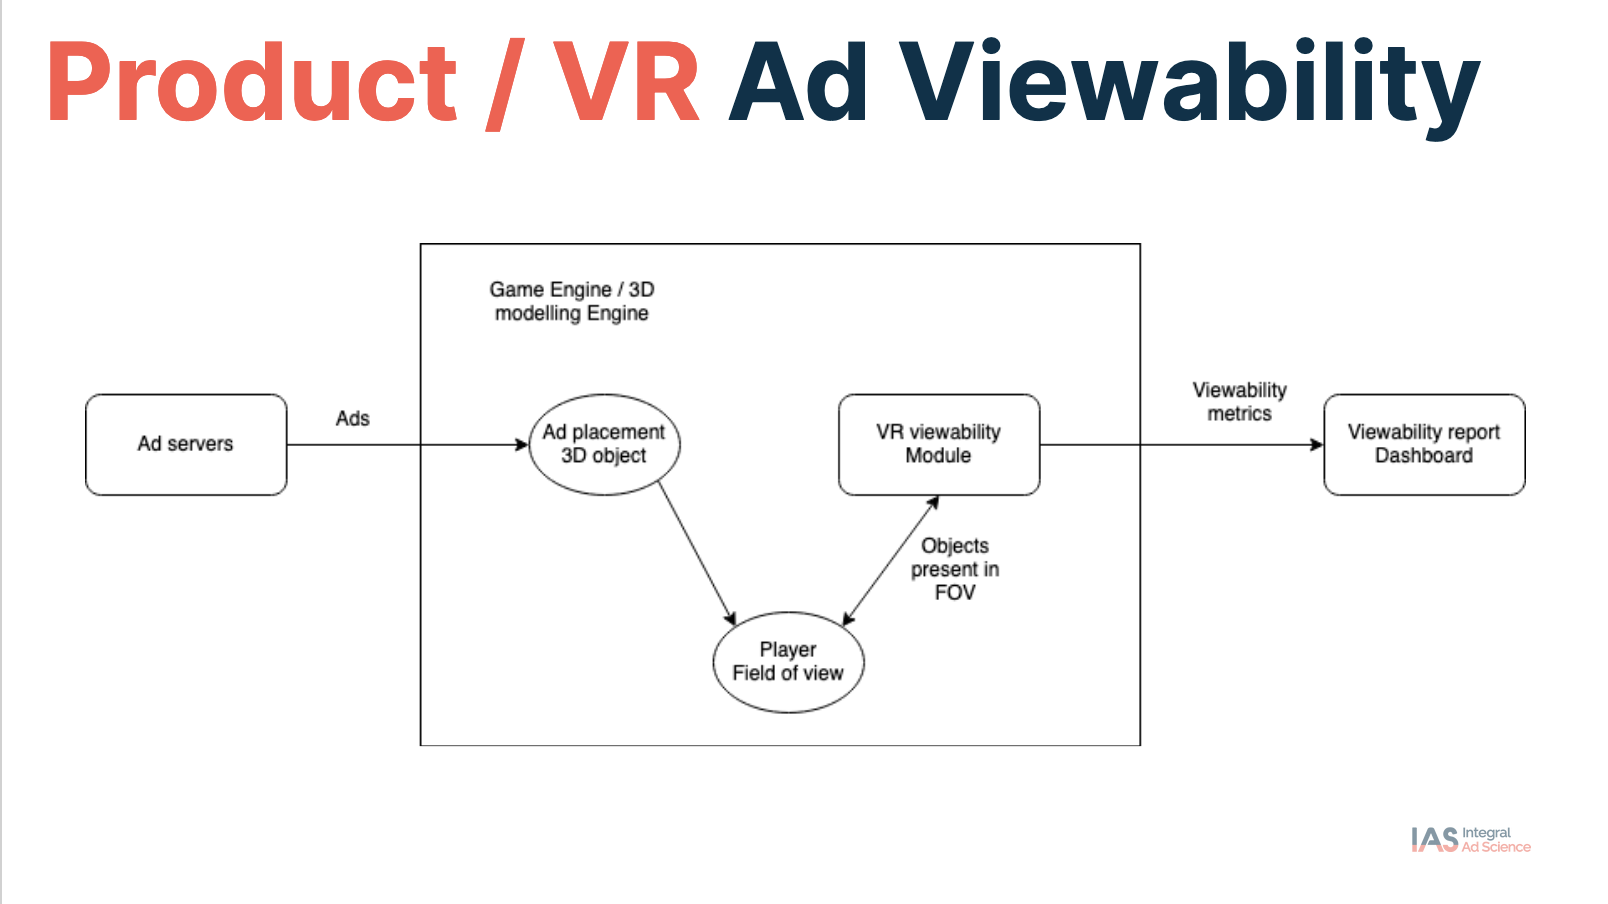 Product / VR Ad Viewability
Game Engine / 3D
modelling Engine
Ad servers
Ads
Ad placement
3D object
VR viewability
Module
Viewability
metrics
Viewability report
Dashboard
Objects
present in
FOV
Player
Field of view
IAS Integral
Ad Science